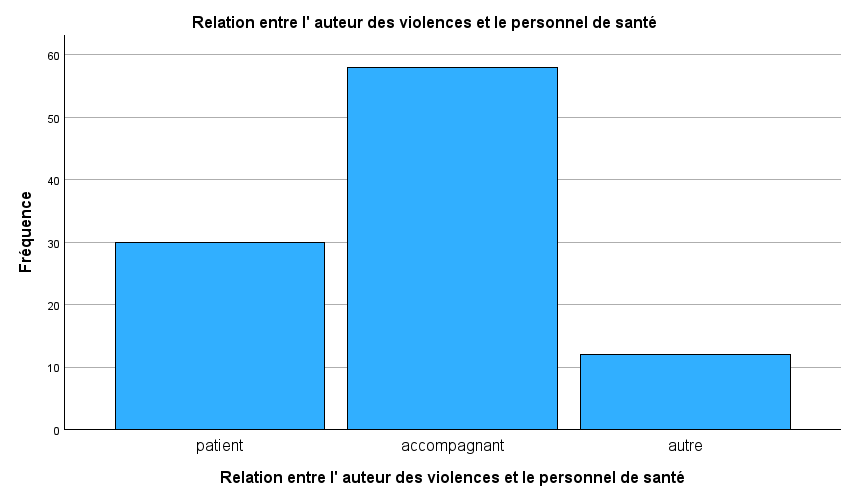 Relation entre l' auteur des violences et le personnel de santé
60
50
40
30
20
10
0
Fréquence
patient accompagnant autre
Relation entre l' auteur des violences et le personnel de santé